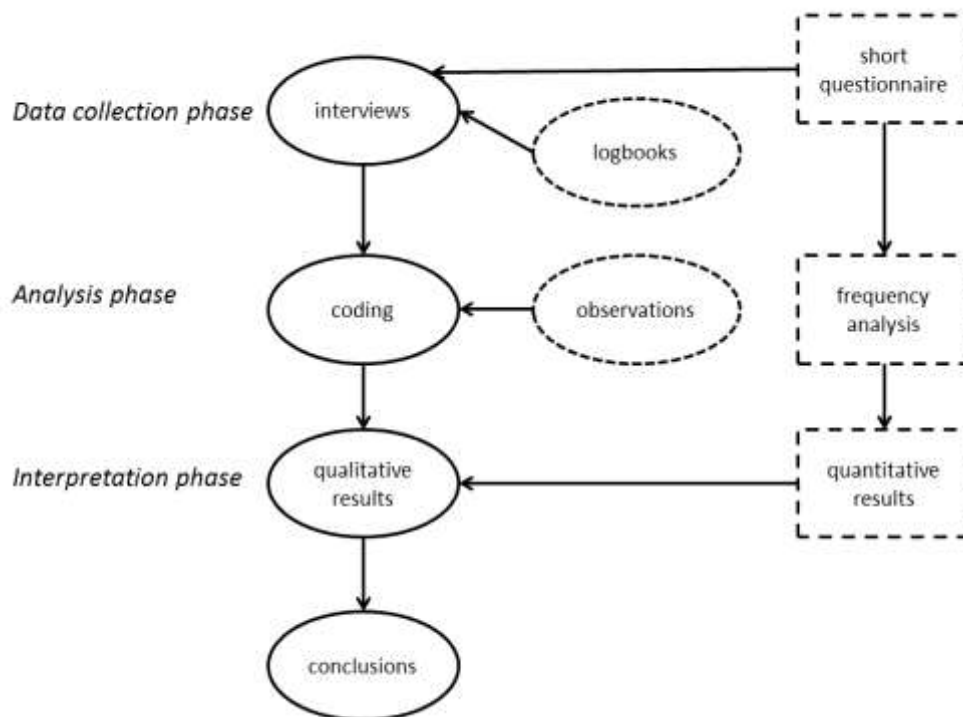 short
questionnaire
Data collection phase
interviews
logbooks
Analysis phase
coding
observations
frequency
analysis
Interpretation phase
qualitative
results
quantitative
results
conclusions